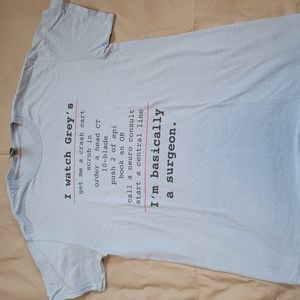 I watch Grey's
get me a crash cart
scrub in
order a head CT
10-blade
push 2 of epi
book an OR
call a neuro consult
start a central line
I'm basically
a surgeon.